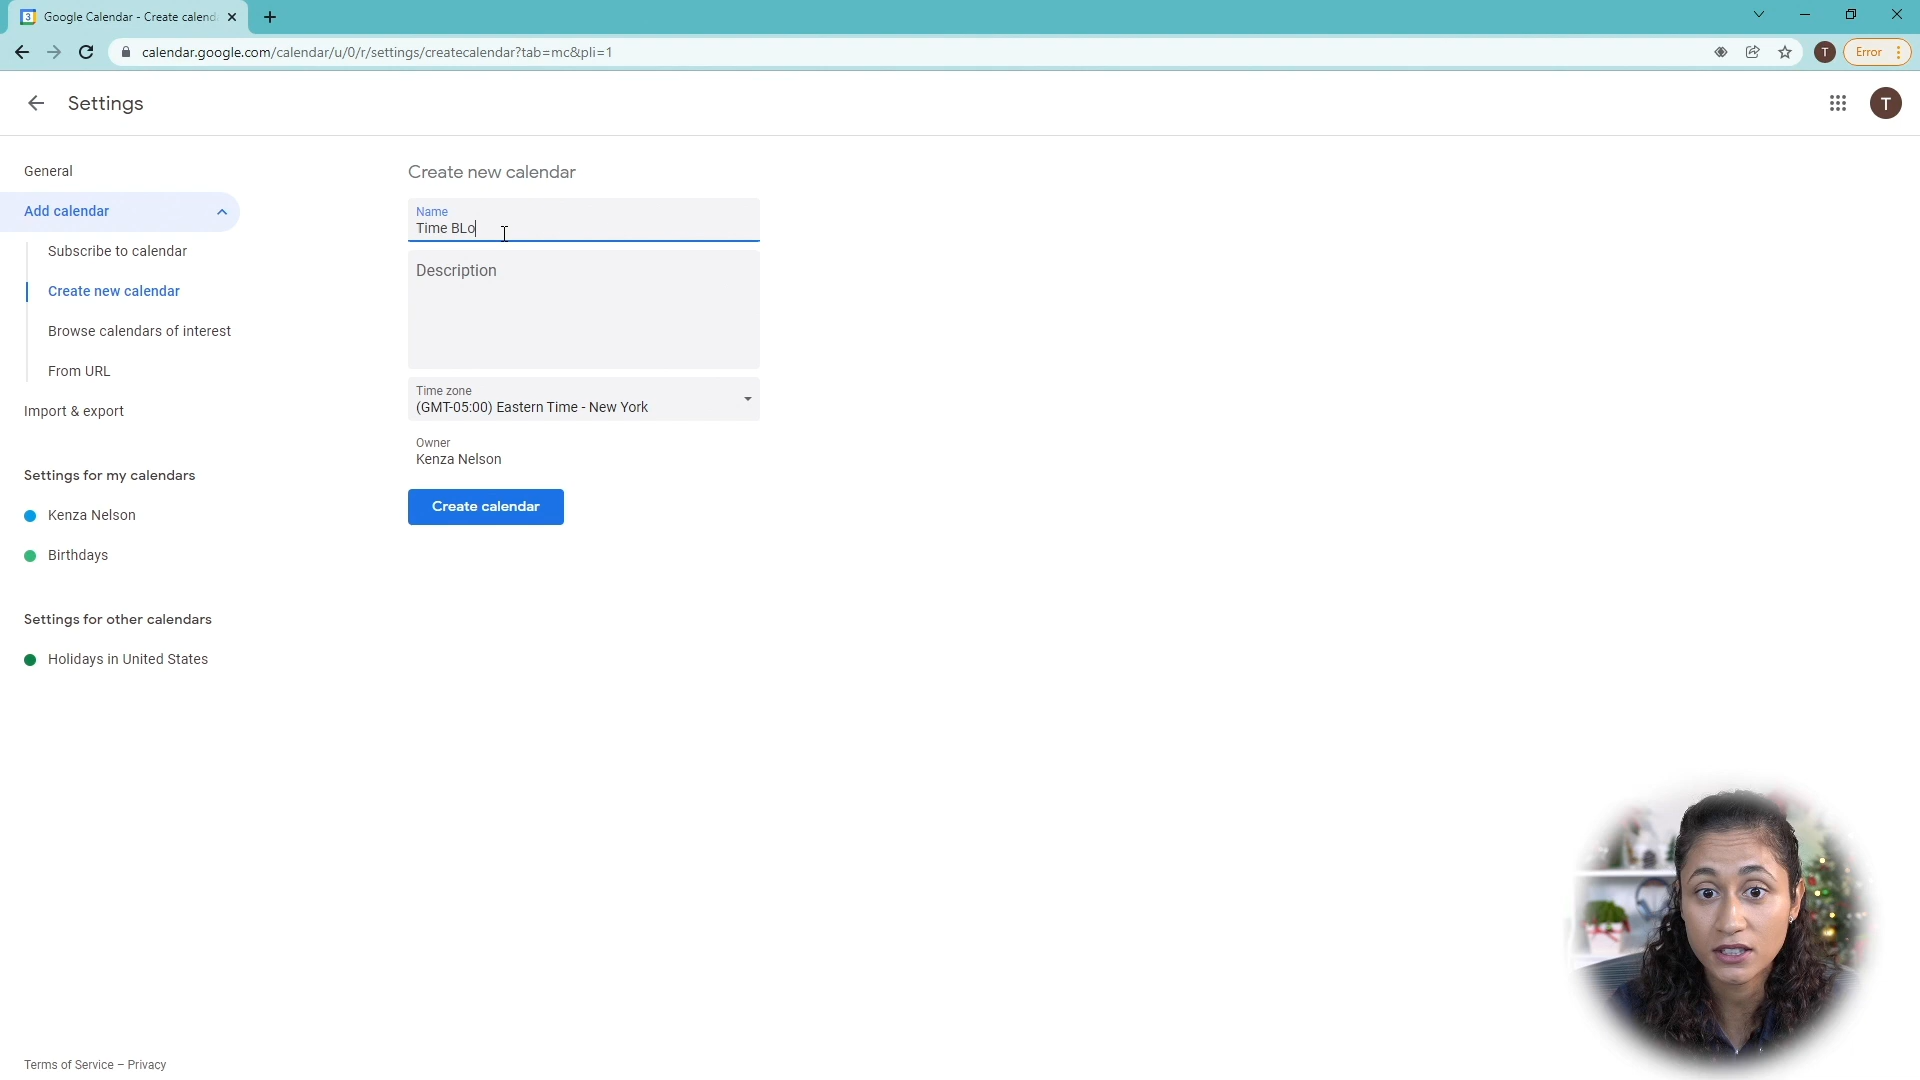 Google Calendar - Create calend
calendar.google.com/calendar/u/0/r/settings/createcalendar?tab=mc&pli=1
T
Error
Settings
T
General
Add calendar
Subscribe to calendar
Create new calendar
Browse calendars of interest
From URL
Import & export
Settings for my calendars
Kenza Nelson
Birthdays
Settings for other calendars
Holidays in United States
Create new calendar
Name
Time BLo
Description
Time zone
(GMT-05:00) Eastern Time - New York
Owner
Kenza Nelson
Create calendar
Terms of Service – Privacy